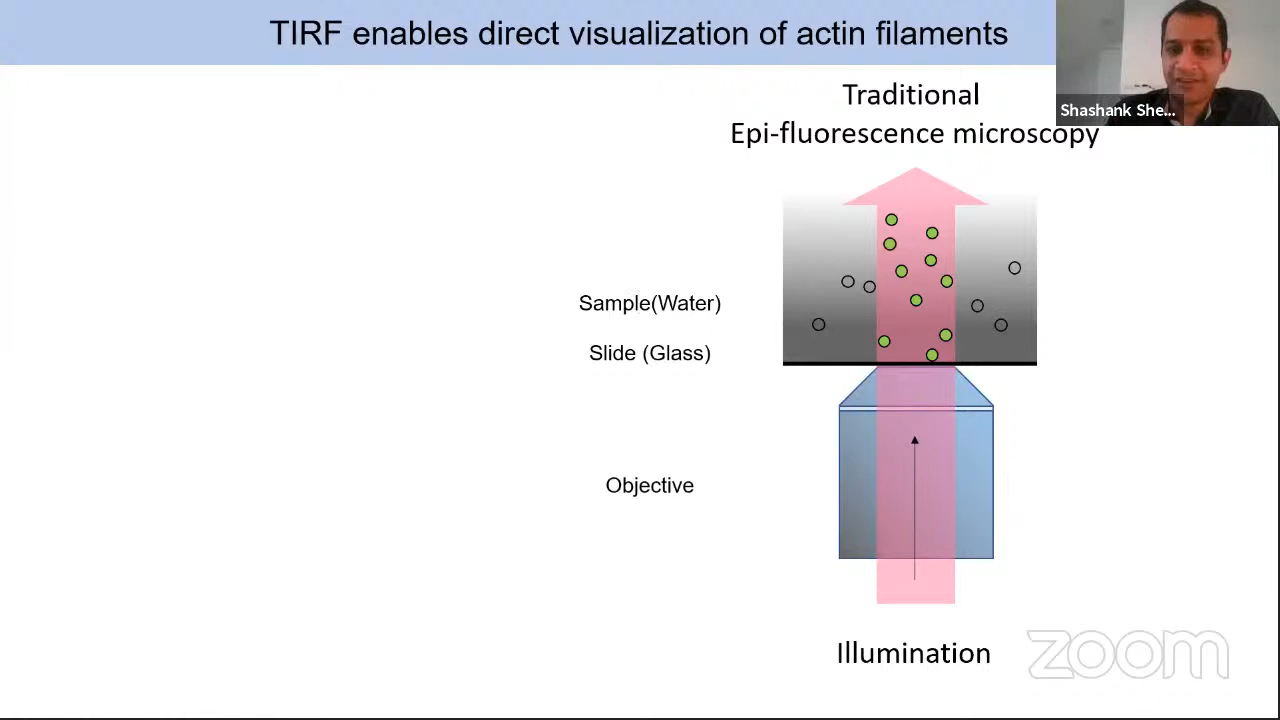 TIRF enables direct visualization of actin filaments
Shashank She...
Traditional
Epi-fluorescence microscopy
Sample(Water)
Slide (Glass)
Objective
Illumination
zoom